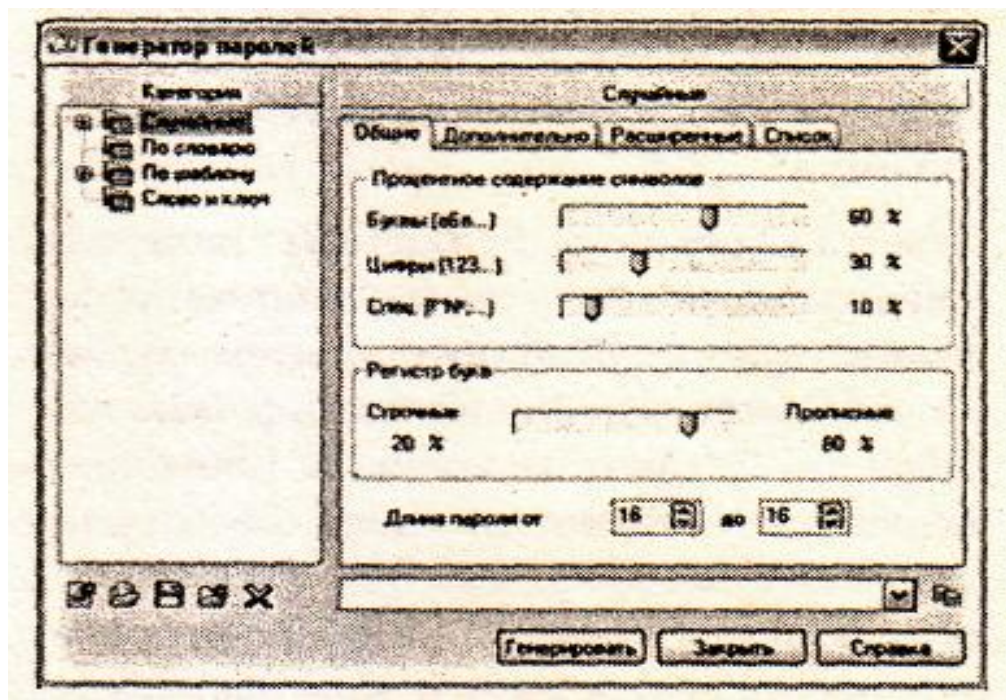 Генератор паролей
Категории
Случайные
По словарю
По шаблону
Слово и ключ
Случайные
Общие Дополнительно Расширенные Список
Процентное содержание символов
Буквы (абв...) 60 %
Цифры (123...) 30 %
Спец. 10 %
Регистр букв
Строчные Прописные
20 % 80 %
Длина пароля от 16 до 16
Генерировать Закрыть Справка